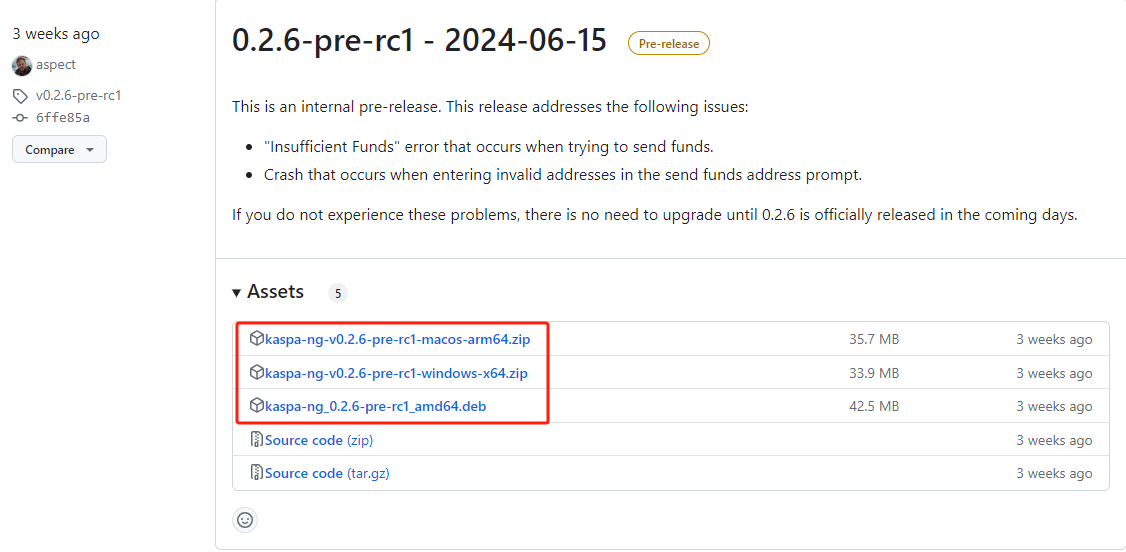 3 weeks ago
aspect
v0.2.6-pre-rc1
6ffe85a
Compare
0.2.6-pre-rc1 - 2024-06-15 Pre-release
This is an internal pre-release. This release addresses the following issues:
"Insufficient Funds" error that occurs when trying to send funds.
Crash that occurs when entering invalid addresses in the send funds address prompt.
If you do not experience these problems, there is no need to upgrade until 0.2.6 is officially released in the coming days.
Assets 5
kaspa-ng-v0.2.6-pre-rc1-macos-arm64.zip 35.7 MB 3 weeks ago
kaspa-ng-v0.2.6-pre-rc1-windows-x64.zip 33.9 MB 3 weeks ago
kaspa-ng_0.2.6-pre-rc1_amd64.deb 42.5 MB 3 weeks ago
Source code (zip) 3 weeks ago
Source code (tar.gz) 3 weeks ago